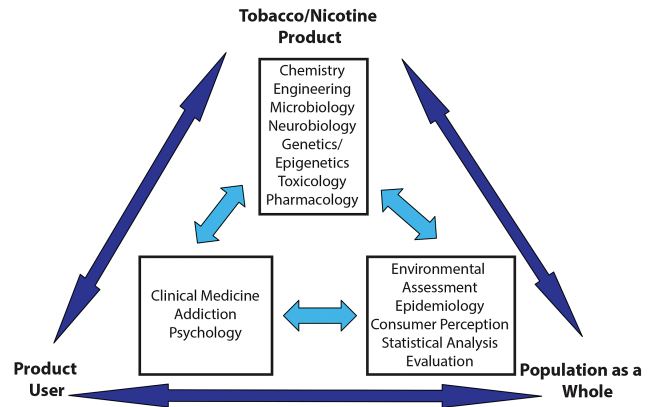 Tobacco/Nicotine
Product
Chemistry
Engineering
Microbiology
Neurobiology
Genetics/
Epigenetics
Toxicology
Pharmacology
Clinical Medicine
Addiction
Psychology
Environmental
Assessment
Epidemiology
Consumer Perception
Statistical Analysis
Evaluation
Product
User
Population as a
Whole